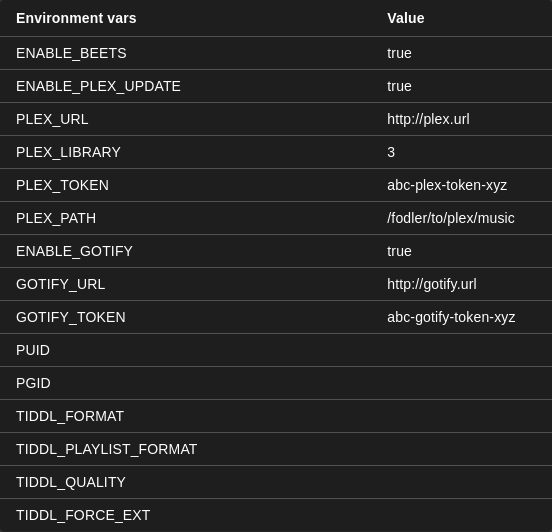 Environment vars Value
ENABLE_BEETS true
ENABLE_PLEX_UPDATE true
PLEX_URL http://plex.url
PLEX_LIBRARY 3
PLEX_TOKEN abc-plex-token-xyz
PLEX_PATH /fodler/to/plex/music
ENABLE_GOTIFY true
GOTIFY_URL http://gotify.url
GOTIFY_TOKEN abc-gotify-token-xyz
PUID
PGID
TIDDL_FORMAT
TIDDL_PLAYLIST_FORMAT
TIDDL_QUALITY
TIDDL_FORCE_EXT